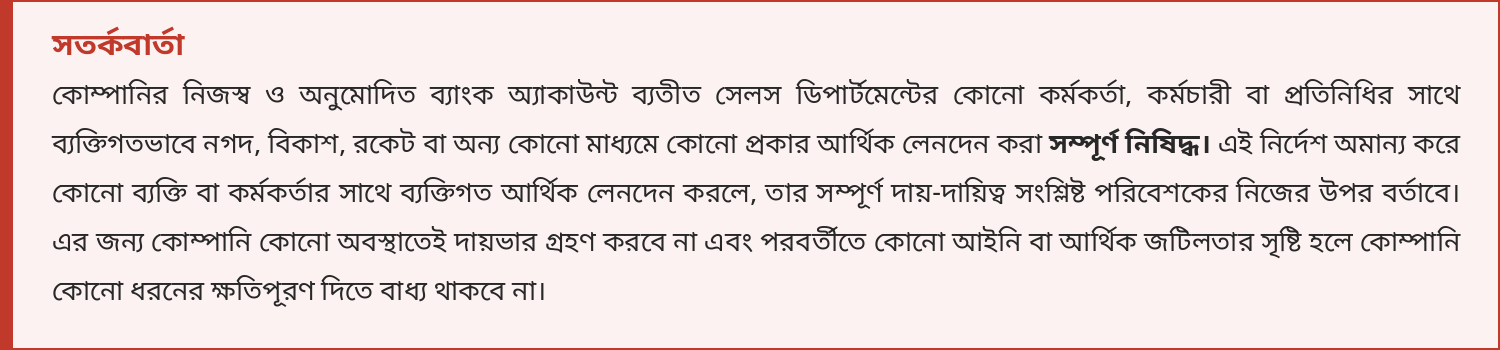 সতর্কবার্তা
কোম্পানির নিজস্ব ও অনুমোদিত ব্যাংক অ্যাকাউন্ট ব্যতীত সেলস ডিপার্টমেন্টের কোনো কর্মকর্তা, কর্মচারী বা প্রতিনিধির সাথে
ব্যক্তিগতভাবে নগদ, বিকাশ, রকেট বা অন্য কোনো মাধ্যমে কোনো প্রকার আর্থিক লেনদেন করা সম্পূর্ণ নিষিদ্ধ। এই নির্দেশ অমান্য করে
কোনো ব্যক্তি বা কর্মকর্তার সাথে ব্যক্তিগত আর্থিক লেনদেন করলে, তার সম্পূর্ণ দায়-দায়িত্ব সংশ্লিষ্ট পরিবেশকের নিজের উপর বর্তাবে।
এর জন্য কোম্পানি কোনো অবস্থাতেই দায়ভার গ্রহণ করবে না এবং পরবর্তীতে কোনো আইনি বা আর্থিক জটিলতার সৃষ্টি হলে কোম্পানি
কোনো ধরনের ক্ষতিপূরণ দিতে বাধ্য থাকবে না।